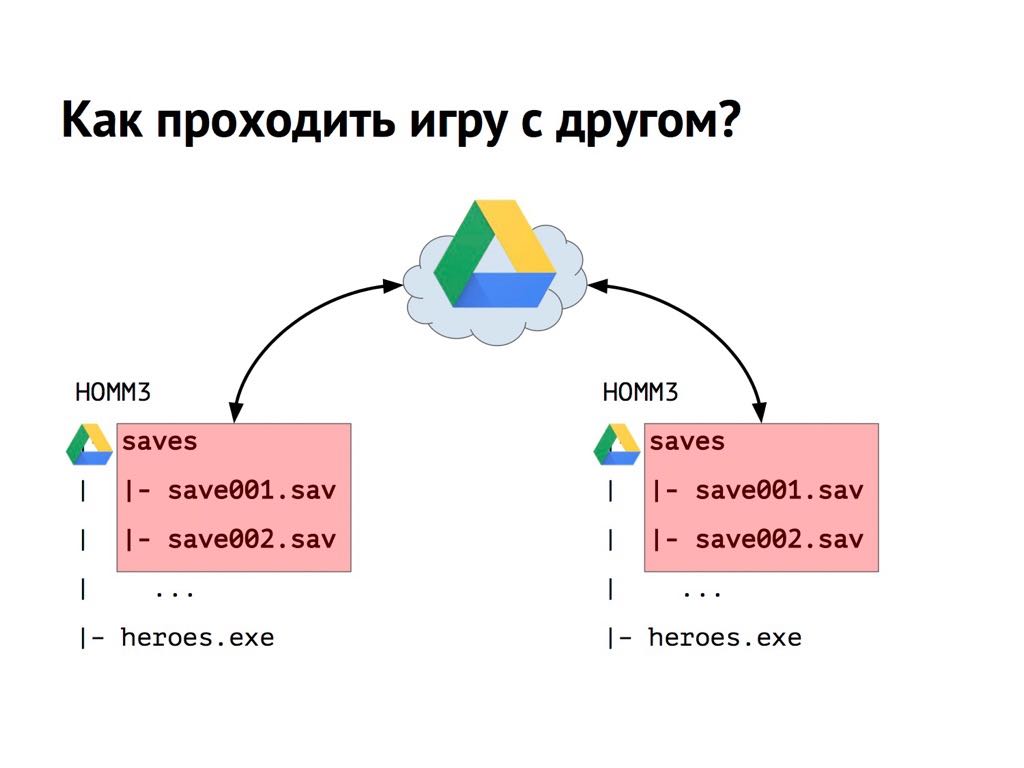 Как проходить игру с другом?
HOMM3
saves
| |- save001.sav
| |- save002.sav
| ...
|- heroes.exe
HOMM3
saves
| |- save001.sav
| |- save002.sav
| ...
|- heroes.exe